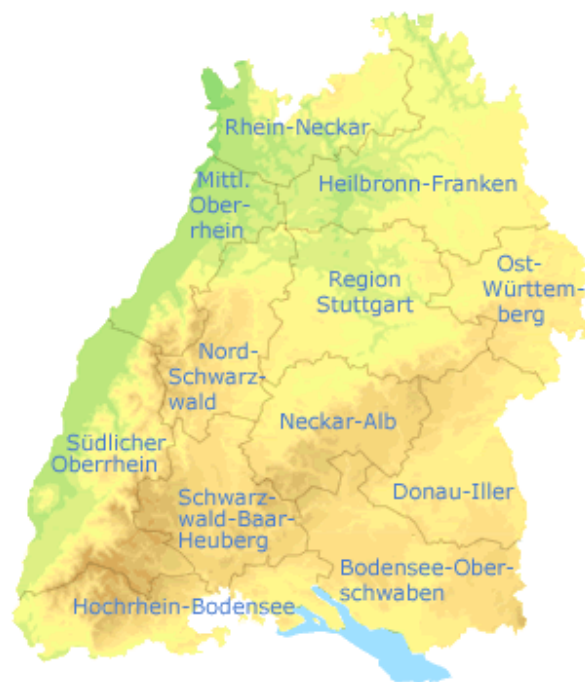 Rhein-Neckar
Mittl.
Ober-
rhein
Heilbronn-Franken
Ost-
Württem-
berg
Region
Stuttgart
Nord-
Schwarz-
wald
Neckar-Alb
Südlicher
Oberrhein
Donau-Iller
Schwarz-
wald-Baar-
Heuberg
Bodensee-Ober-
schwaben
Hochrhein-Bodensee